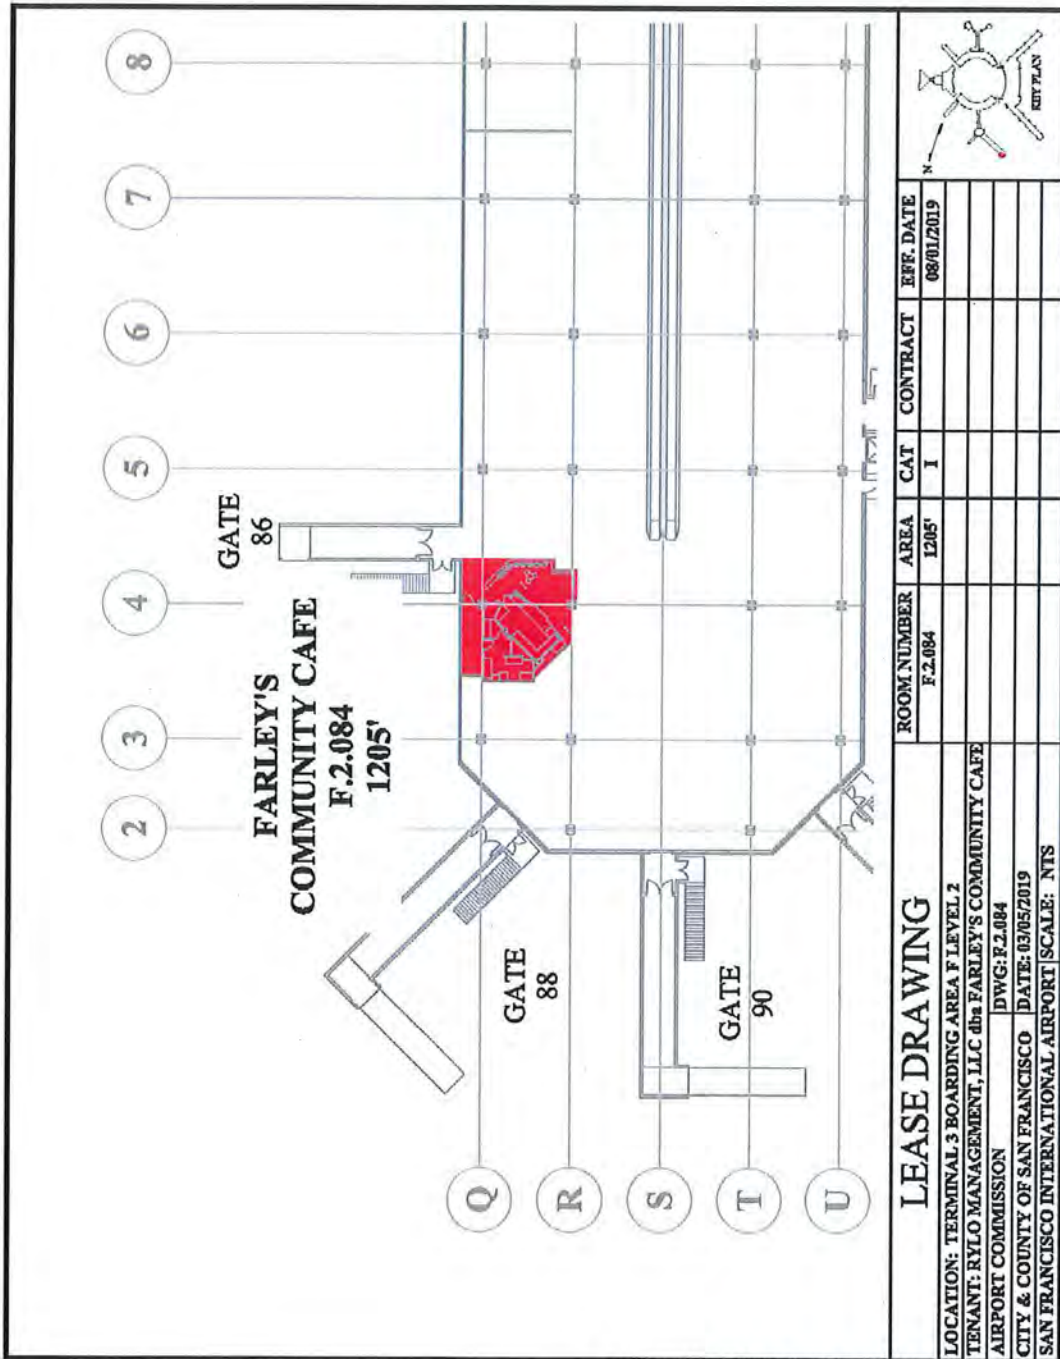 8
7
6
5
4
3
2
GATE
86
FARLEY'S
COMMUNITY CAFE
F.2.084
1205'
GATE
88
GATE
90
Q
R
S
T
U
LEASE DRAWING
LOCATION: TERMINAL 3 BOARDING AREA F LEVEL 2
TENANT: RYLO MANAGEMENT, LLC dba FARLEY'S COMMUNITY CAFE
AIRPORT COMMISSION DWG: F.2.084
CITY & COUNTY OF SAN FRANCISCO DATE: 03/05/2019
SAN FRANCISCO INTERNATIONAL AIRPORT SCALE: NTS
ROOM NUMBER AREA CAT CONTRACT EFF. DATE
F.2.084 1205' I 08/01/2019
N
KEY PLAN